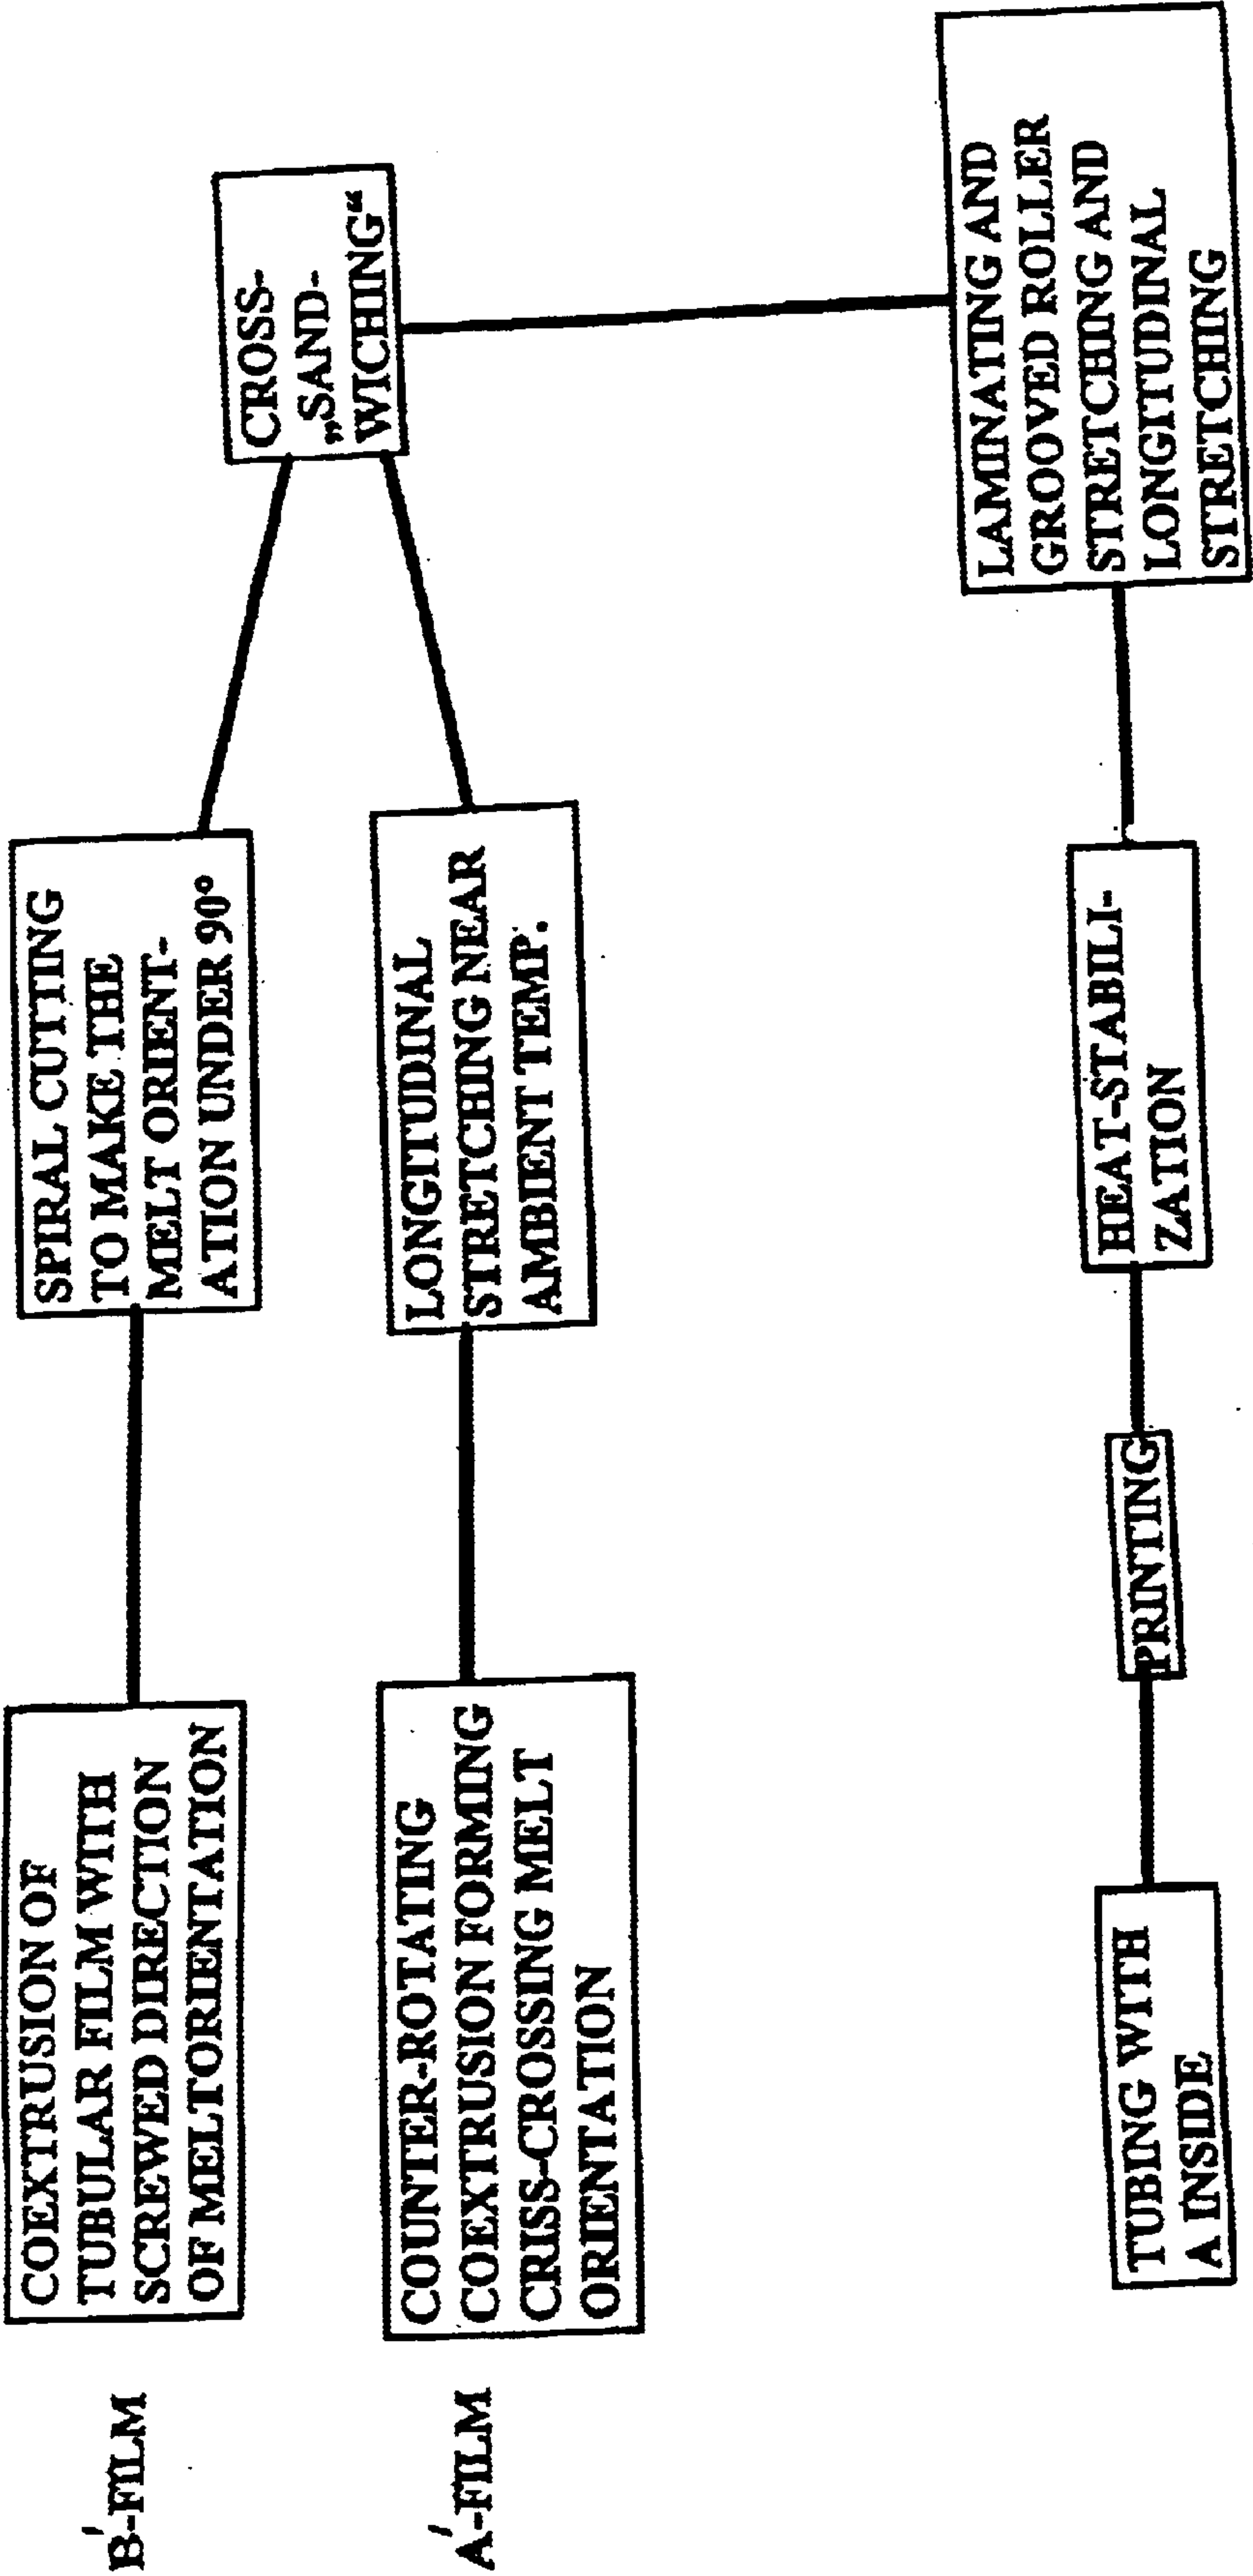 B'-FILM
COEXTRUSION OF
TUBULAR FILM WITH
SCREWED DIRECTION
OF MELTORIENTATION
SPIRAL CUTTING
TO MAKE THE
MELT ORIENT-
ATION UNDER 90°
A'-FILM
COUNTER-ROTATING
COEXTRUSION FORMING
CRISS-CROSSING MELT
ORIENTATION
LONGITUDINAL
STRETCHING NEAR
AMBIENT TEMP.
CROSS-
„SAND-
WICHING“
LAMINATING AND
GROOVED ROLLER
STRETCHING AND
LONGITUDINAL
STRETCHING
HEAT-STABILI-
ZATION
PRINTING
TUBING WITH
A INSIDE